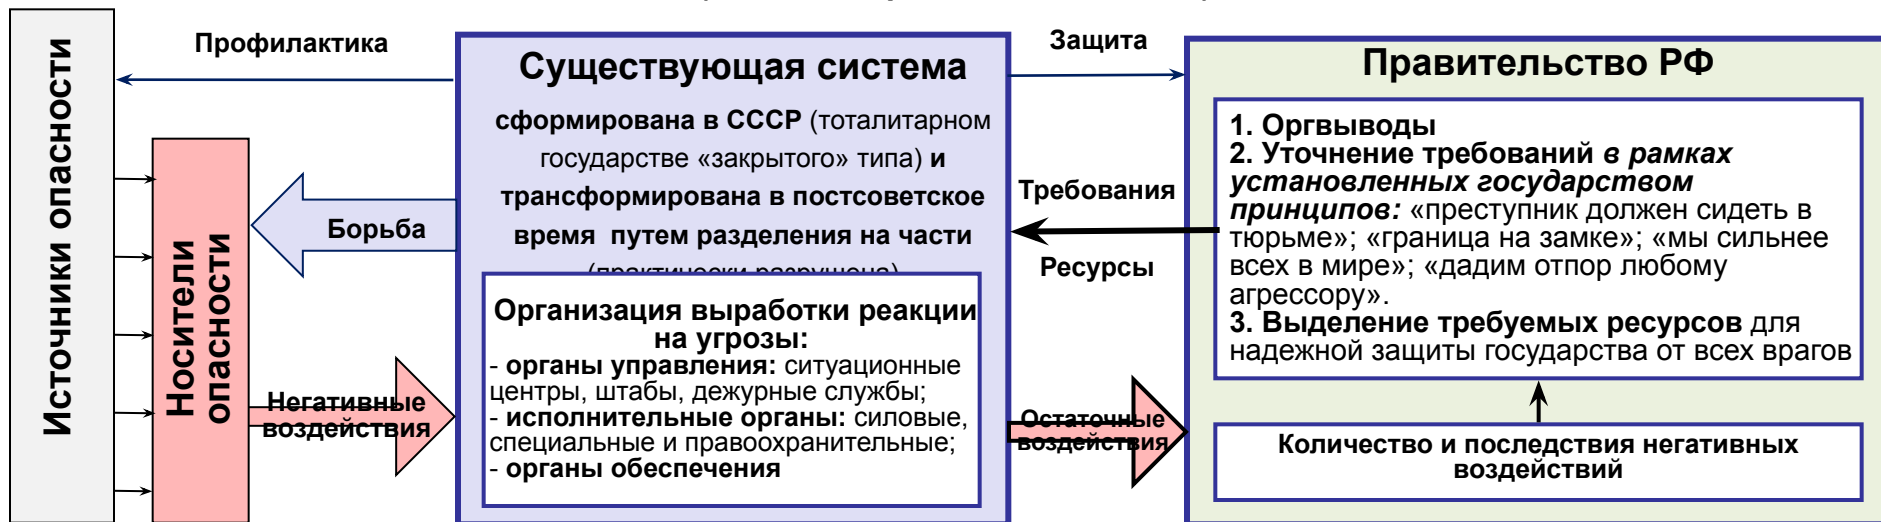 Источники опасности
Носители
опасности
Профилактика
Борьба
Негативные
воздействия
Существующая система
сформирована в СССР (тоталитарном
государстве «закрытого» типа) и
трансформирована в постсоветское
время путем разделения на части
(практически разрушена)
Организация выработки реакции
на угрозы:
- органы управления: ситуационные
центры, штабы, дежурные службы;
- исполнительные органы: силовые,
специальные и правоохранительные;
- органы обеспечения
Защита
Требования
Ресурсы
Остаточные
воздействия
Правительство РФ
1. Оргвыводы
2. Уточнение требований в рамках
установленных государством
принципов: «преступник должен сидеть в
тюрьме»; «граница на замке»; «мы сильнее
всех в мире»; «дадим отпор любому
агрессору».
3. Выделение требуемых ресурсов для
надежной защиты государства от всех врагов
Количество и последствия негативных
воздействий